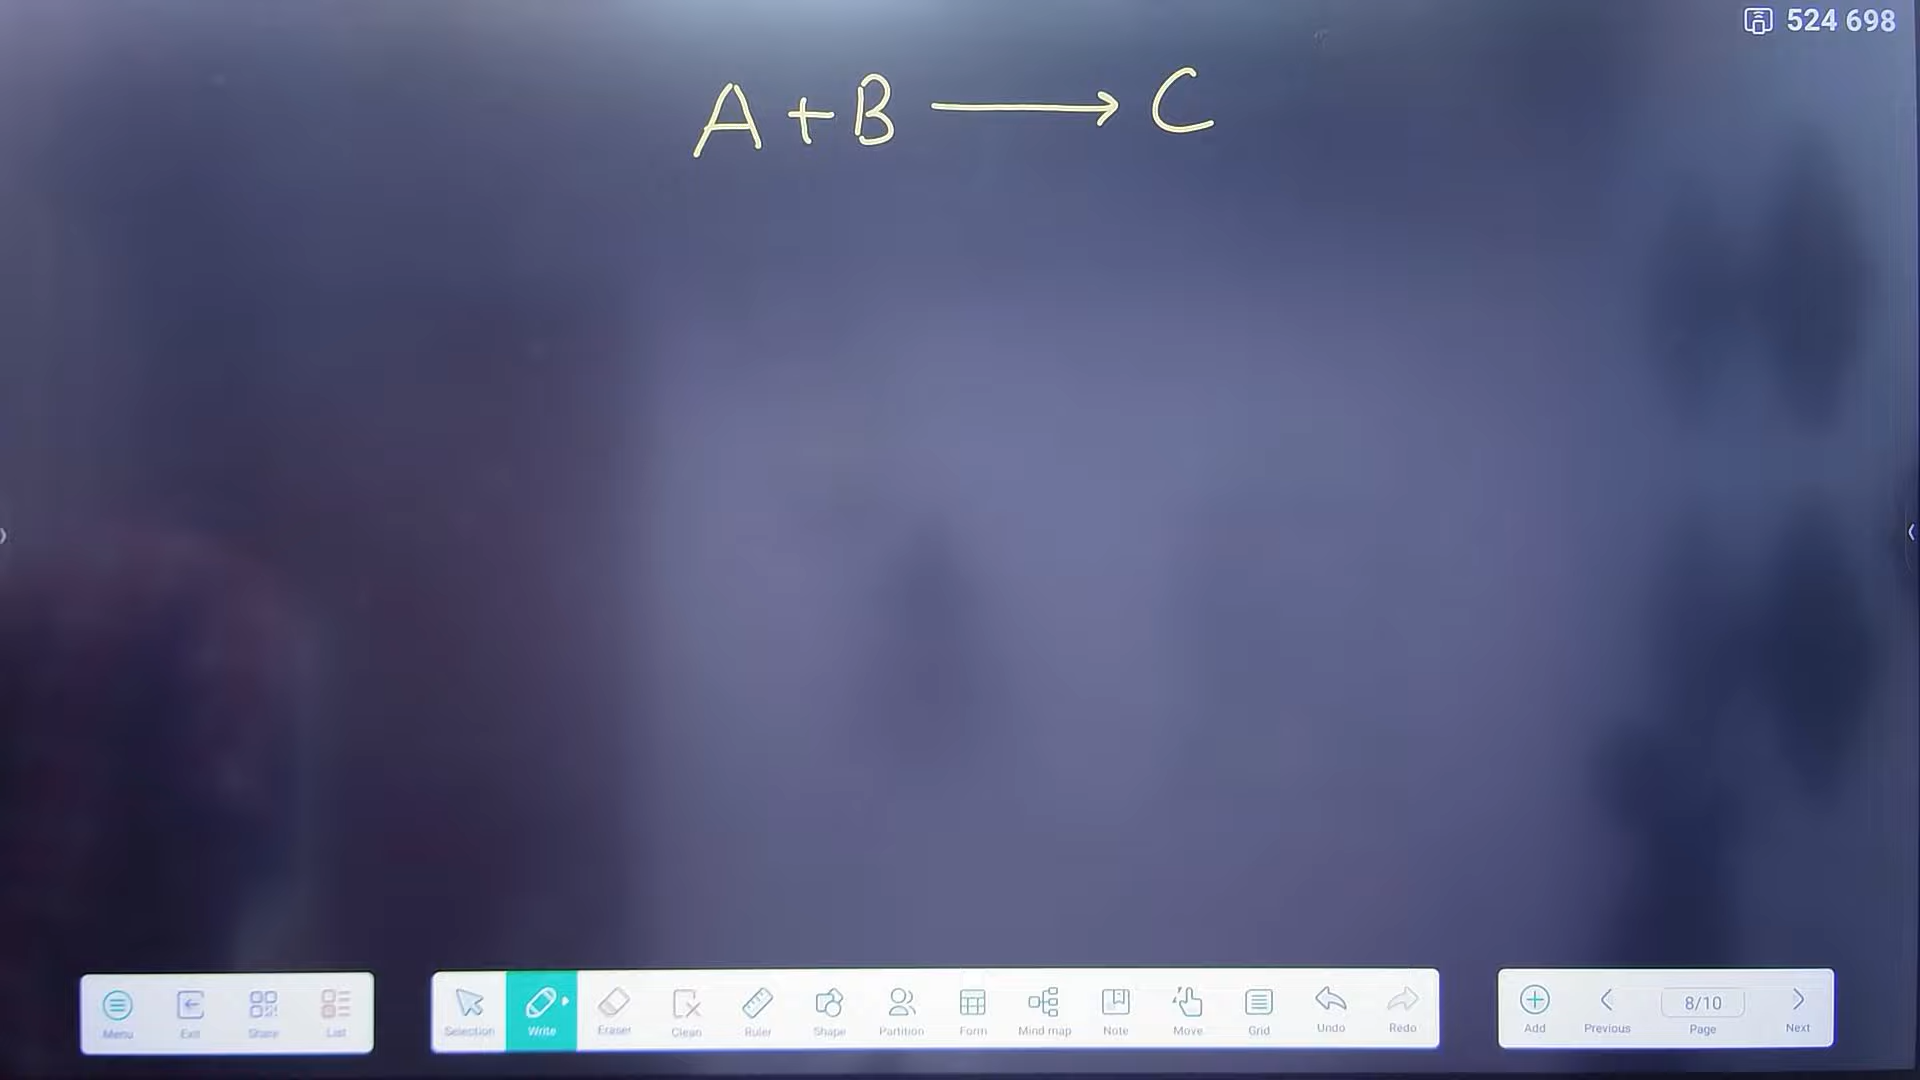 524 698
A + B ⟶ C
Menu Exit Share List Selection Write Eraser Clean Ruler Shape Partition Form Mind map Note Move Grid Undo Redo Add Previous 8/10 Page Next